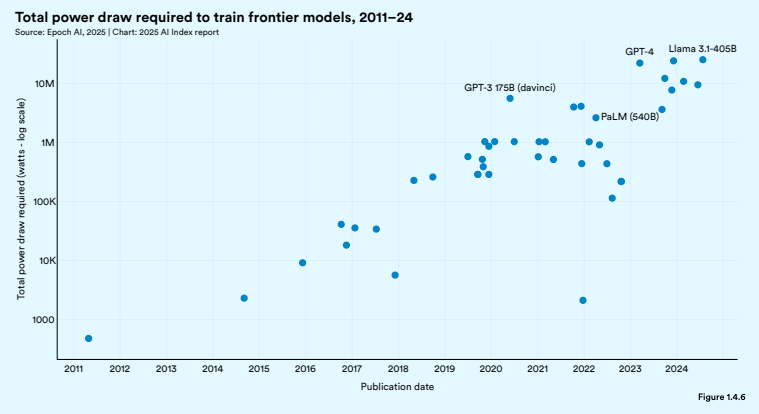 Total power draw required to train frontier models, 2011–24
Source: Epoch AI, 2025 | Chart: 2025 AI Index report
GPT-4
Llama 3.1-405B
10M
GPT-3 175B (davinci)
PaLM (540B)
1M
100K
10K
1000
Total power draw required (watts - log scale)
2011 2012 2013 2014 2015 2016 2017 2018 2019 2020 2021 2022 2023 2024
Publication date
Figure 1.4.6